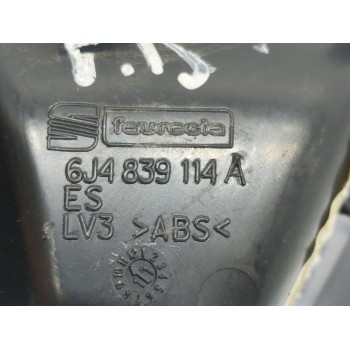 faurecia
6J4 839 114 A
ES
LV3 >ABS<